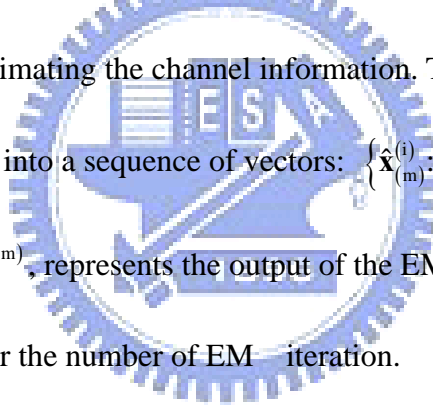 imating the channel information. T
into a sequence of vectors: { x̂₍ₘ₎⁽ⁱ⁾ :
m) , represents the output of the EM
r the number of EM iteration.
E S A